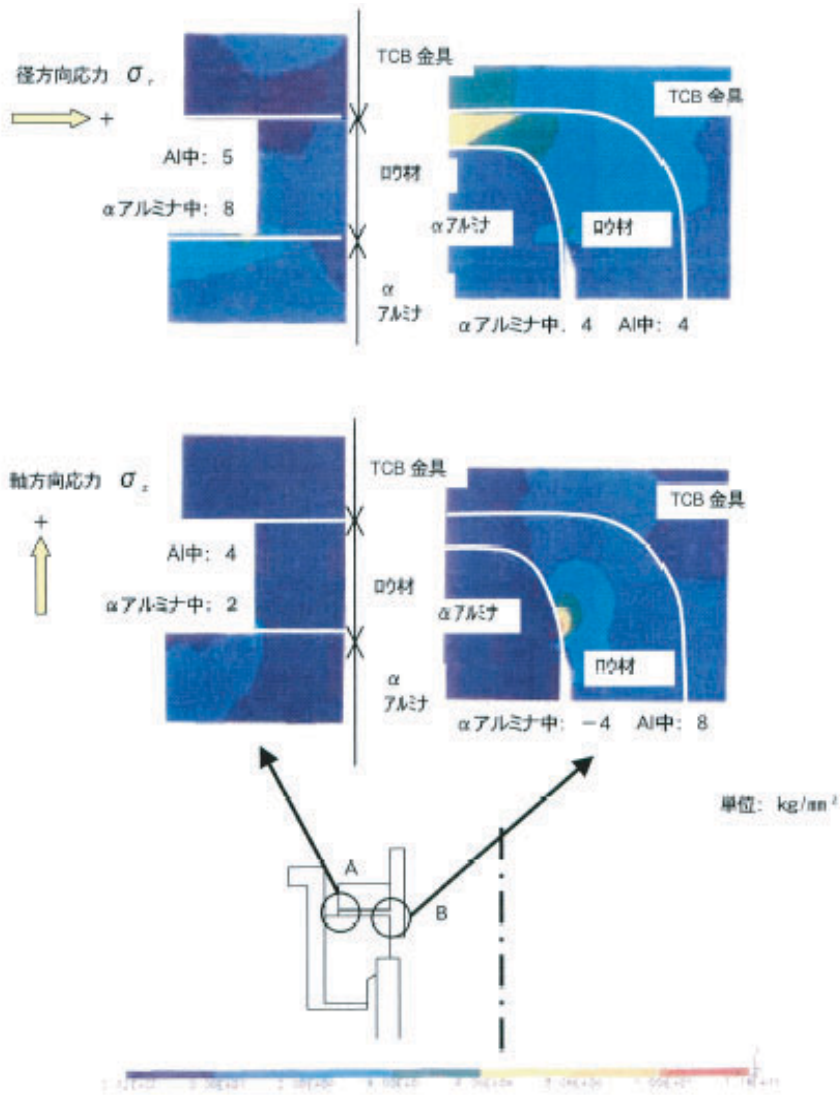 TCB 金具
径方向応力 σr
+
TCB 金具
Al中: 5
ロウ材
αアルミナ中: 8
αアルミナ
ロウ材
α
アルミナ
αアルミナ中. 4 Al中: 4
TCB 金具
軸方向応力 σz
TCB 金具
+
Al中: 4
ロウ材
αアルミナ中: 2
αアルミナ
ロウ材
α
アルミナ
αアルミナ中: −4 Al中: 8
単位: kg/mm²
A
B